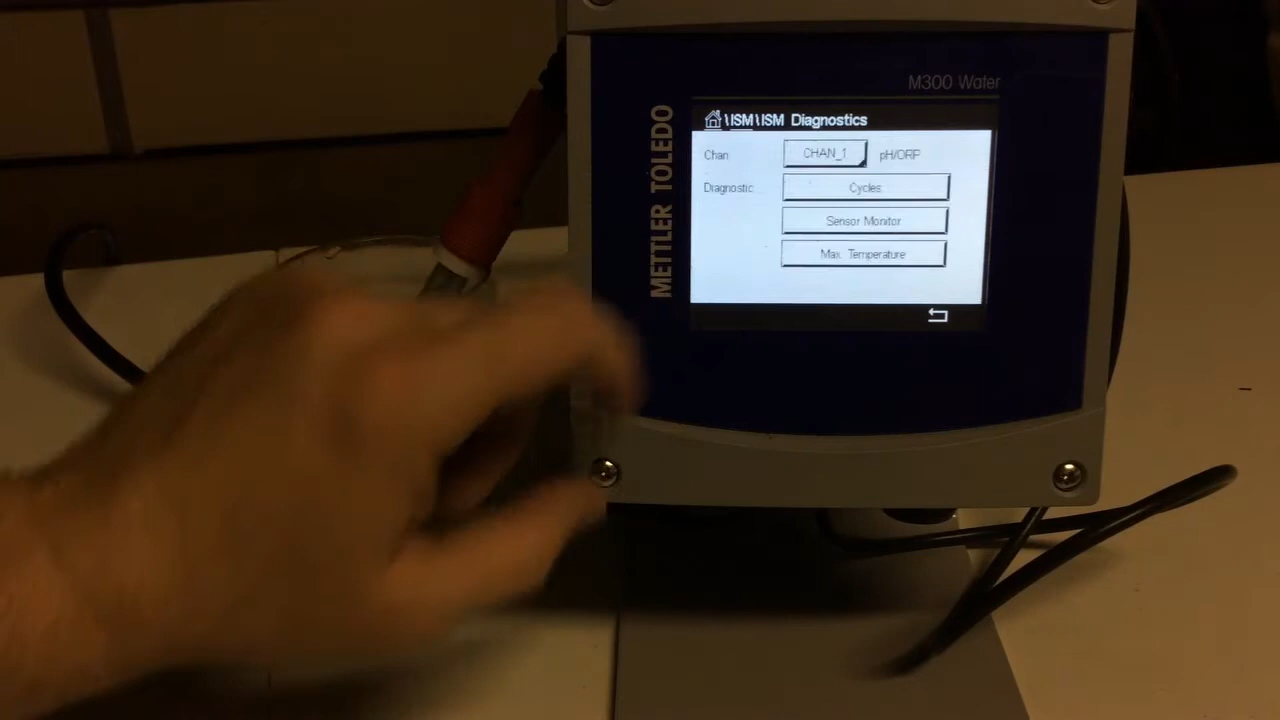 M300 Water
METTLER TOLEDO
\ISM\ISM Diagnostics
Chan CHAN_1 pH/ORP
Diagnostic Cycles
Sensor Monitor
Max. Temperature